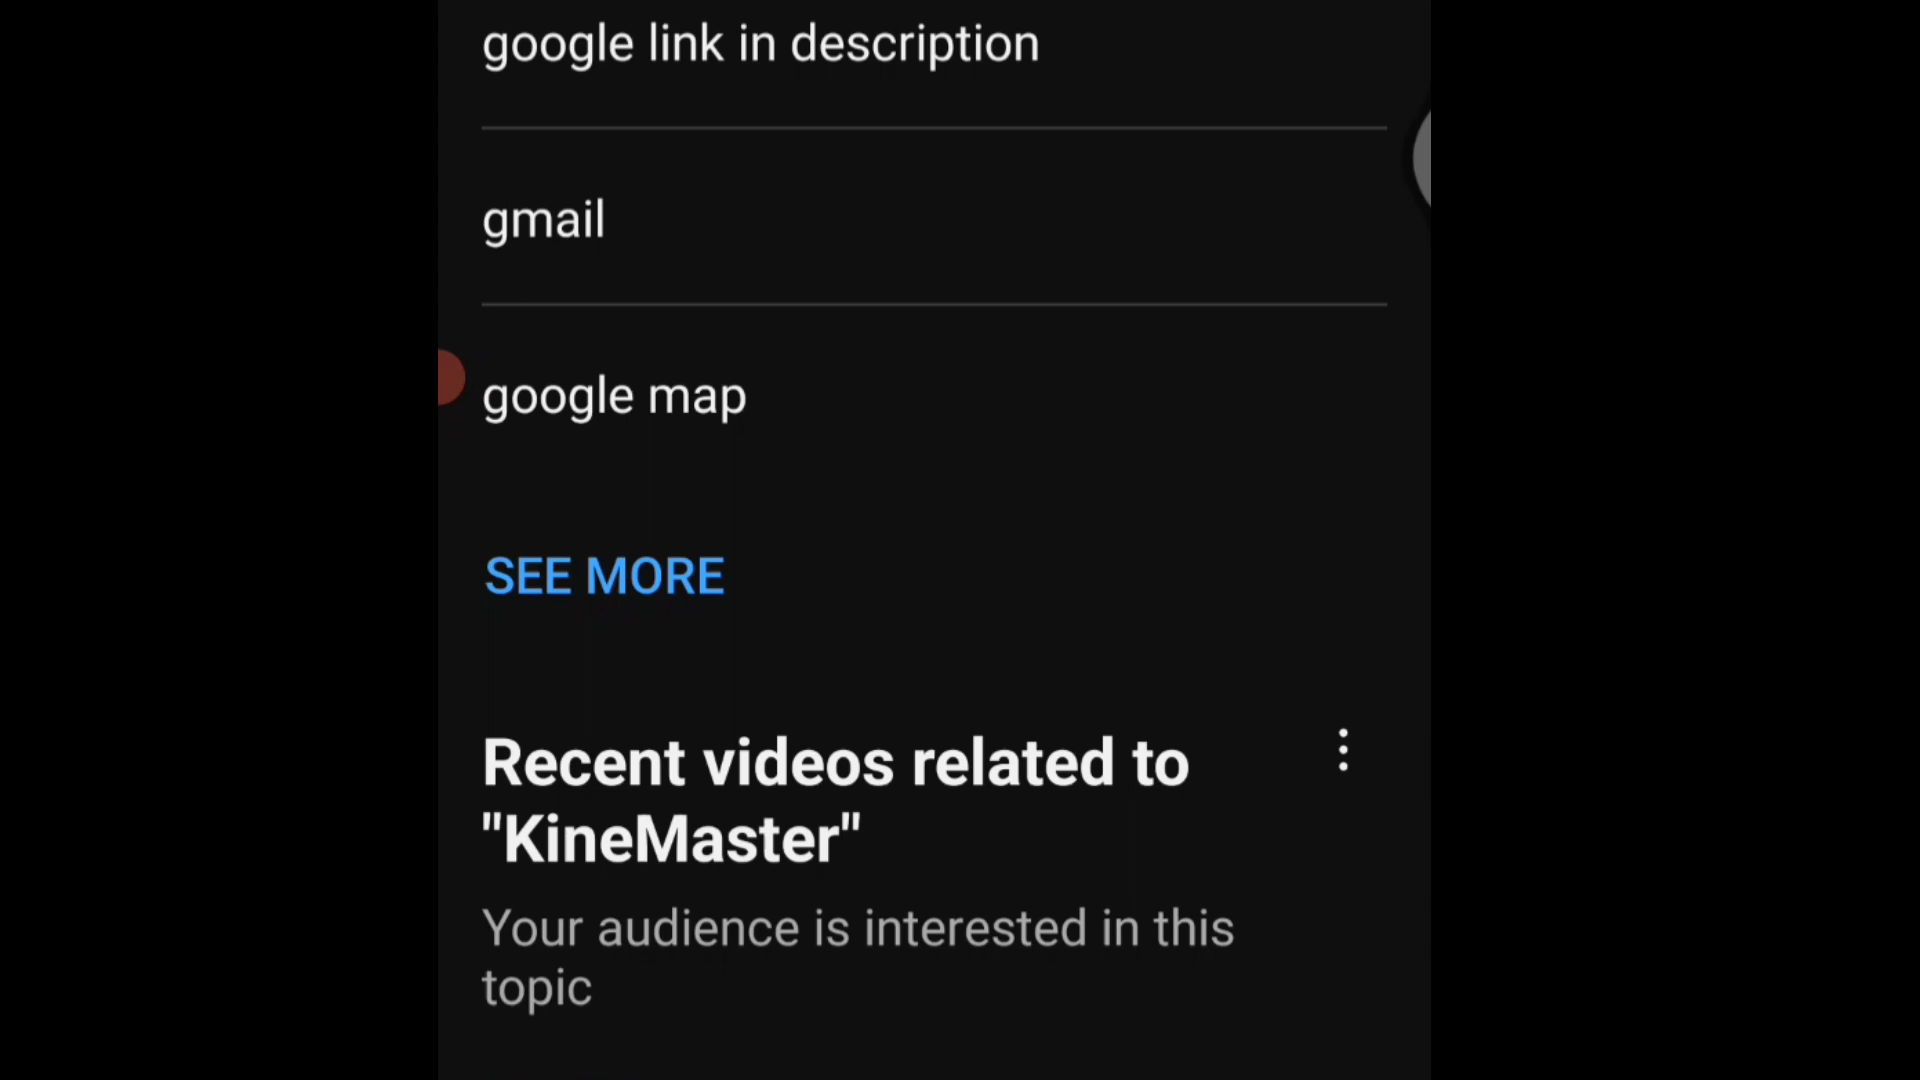 google link in description
gmail
google map
SEE MORE
Recent videos related to
"KineMaster"
Your audience is interested in this
topic